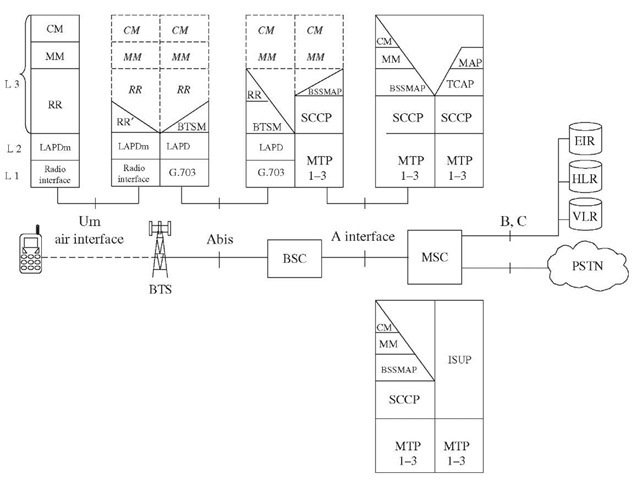 L 3
CM
MM
RR
L 2
LAPDm
L 1
Radio
interface
CM
CM
MM
MM
RR
RR
RR′
BTSM
LAPDm
LAPD
Radio
interface
G.703
CM
CM
MM
MM
RR
BSSMAP
BTSM
SCCP
LAPD
G.703
MTP
1–3
CM
MM
BSSMAP
MAP
TCAP
SCCP
SCCP
MTP
1–3
MTP
1–3
EIR
HLR
VLR
Um
air interface
BTS
Abis
BSC
A interface
MSC
B, C
PSTN
CM
MM
BSSMAP
ISUP
SCCP
MTP
1–3
MTP
1–3